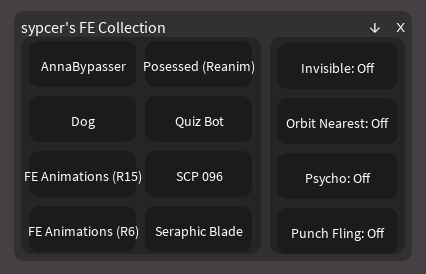 sypcer's FE Collection ↓ X
AnnaBypasser Posessed (Reanim) Invisible: Off
Dog Quiz Bot Orbit Nearest: Off
FE Animations (R15) SCP 096 Psycho: Off
FE Animations (R6) Seraphic Blade Punch Fling: Off